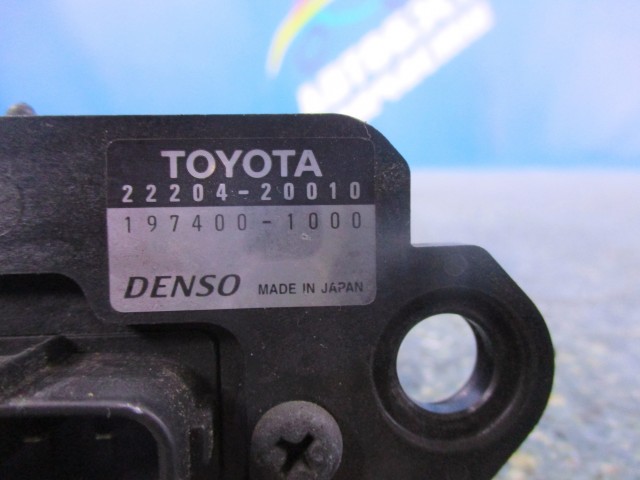 TOYOTA
22204-20010
197400-1000
DENSO MADE IN JAPAN